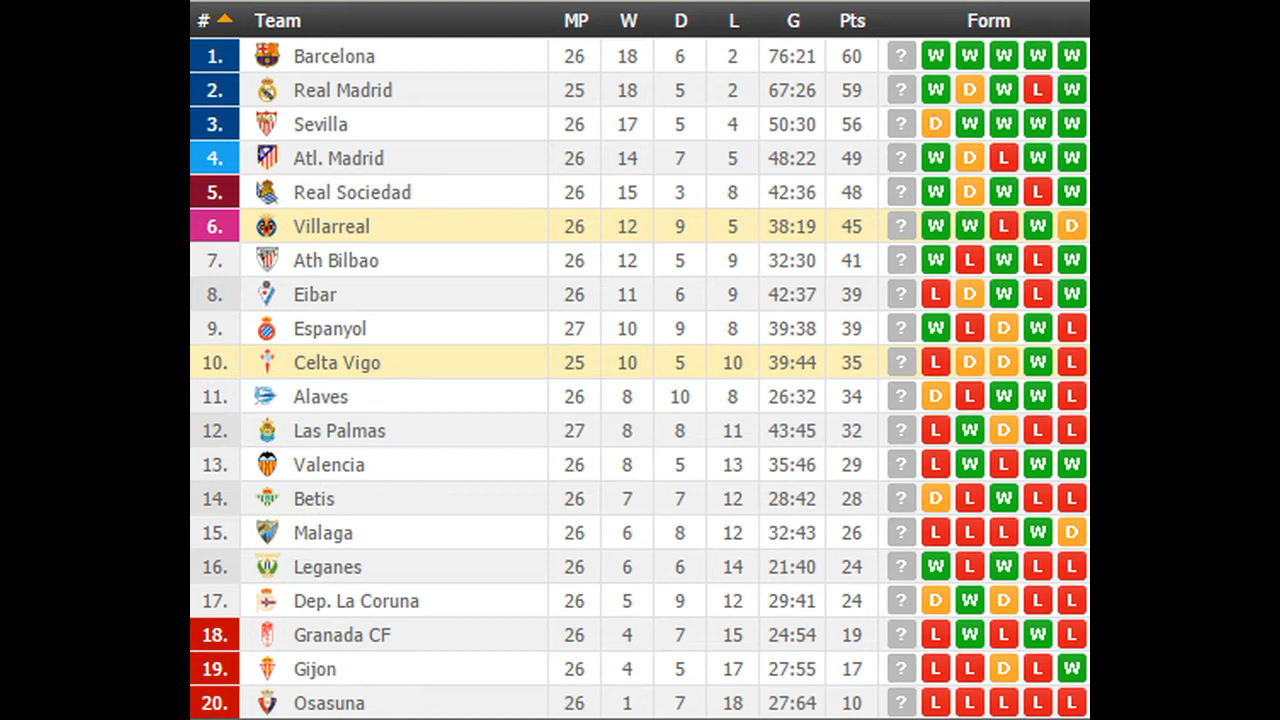 # Team MP W D L G Pts Form
1. Barcelona 26 18 6 2 76:21 60 ? W W W W W
2. Real Madrid 25 18 5 2 67:26 59 ? W D W L W
3. Sevilla 26 17 5 4 50:30 56 ? D W W W W
4. Atl. Madrid 26 14 7 5 48:22 49 ? W D L W W
5. Real Sociedad 26 15 3 8 42:36 48 ? W D W L W
6. Villarreal 26 12 9 5 38:19 45 ? W W L W D
7. Ath Bilbao 26 12 5 9 32:30 41 ? W L W L W
8. Eibar 26 11 6 9 42:37 39 ? L D W L W
9. Espanyol 27 10 9 8 39:38 39 ? W L D W L
10. Celta Vigo 25 10 5 10 39:44 35 ? L D D W L
11. Alaves 26 8 10 8 26:32 34 ? D L W W L
12. Las Palmas 27 8 8 11 43:45 32 ? L W D L L
13. Valencia 26 8 5 13 35:46 29 ? L W L W W
14. Betis 26 7 7 12 28:42 28 ? D L W L L
15. Malaga 26 6 8 12 32:43 26 ? L L L W D
16. Leganes 26 6 6 14 21:40 24 ? W L W L L
17. Dep. La Coruna 26 5 9 12 29:41 24 ? D W D L L
18. Granada CF 26 4 7 15 24:54 19 ? L W L W L
19. Gijon 26 4 5 17 27:55 17 ? L L D L W
20. Osasuna 26 1 7 18 27:64 10 ? L L L L L